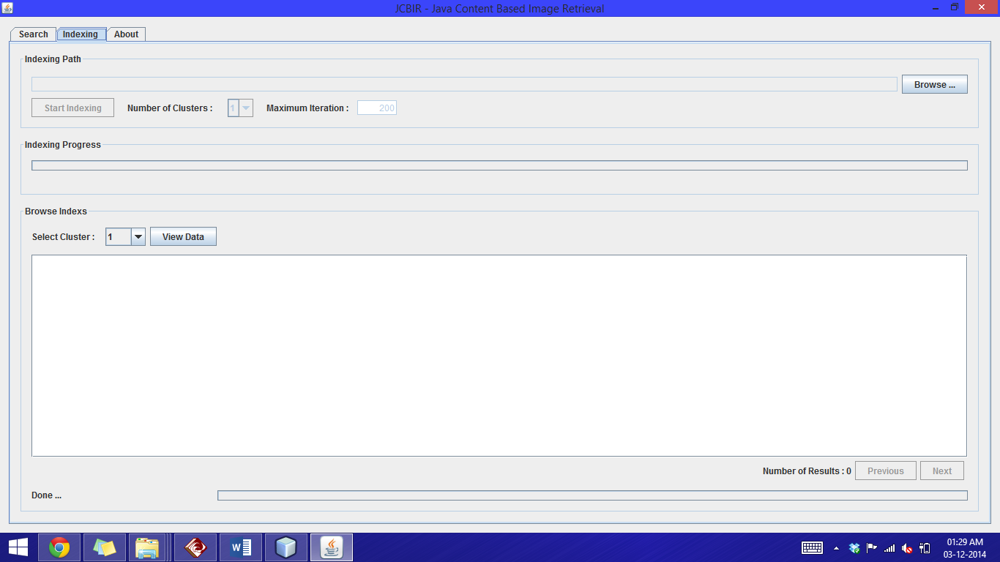 JCBIR - Java Content Based Image Retrieval
Search Indexing About
Indexing Path
Browse ...
Start Indexing Number of Clusters : 1 Maximum Iteration : 200
Indexing Progress
Browse Indexs
Select Cluster : 1 View Data
Number of Results : 0 Previous Next
Done ...
01:29 AM
03-12-2014